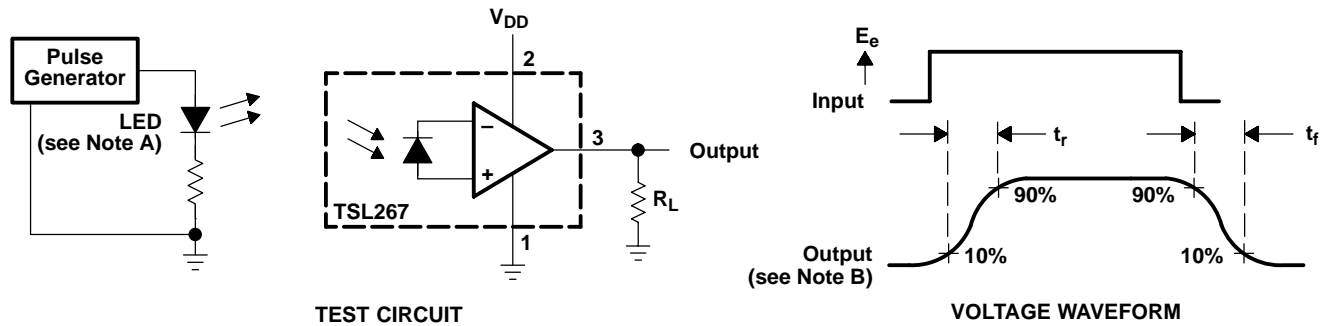 Pulse
Generator
LED
(see Note A)
VDD
2
−
+
3
Output
RL
TSL267
1
TEST CIRCUIT
Ee
Input
tr
tf
90%
90%
Output
(see Note B)
10%
10%
VOLTAGE WAVEFORM